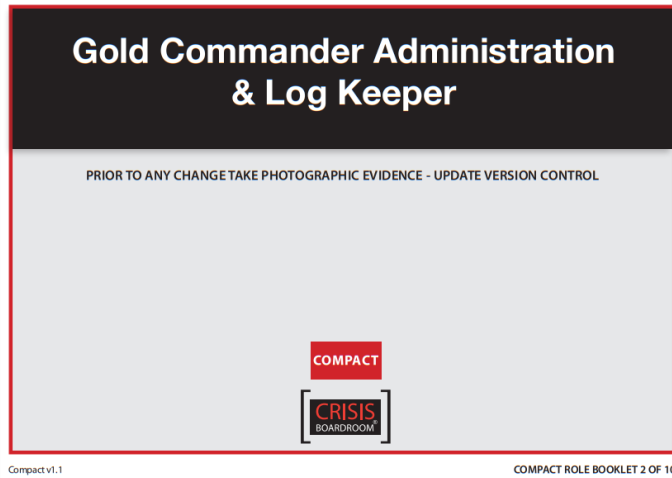 Gold Commander Administration
& Log Keeper
PRIOR TO ANY CHANGE TAKE PHOTOGRAPHIC EVIDENCE - UPDATE VERSION CONTROL
COMPACT
CRISIS
BOARDROOM®
Compact v1.1
COMPACT ROLE BOOKLET 2 OF